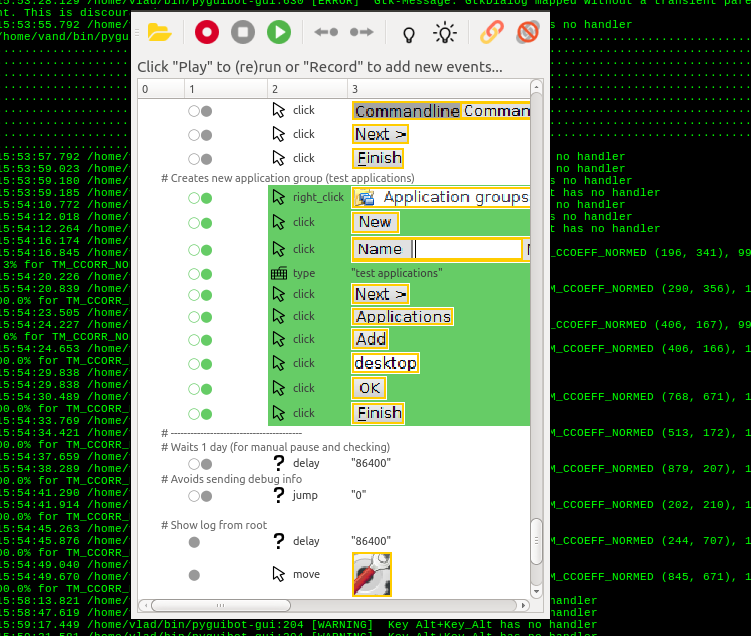 15:53:28.129 /home/vlad/bin/pyguibot-gui:630 [ERROR] Gtk-Message: GtkDialog mapped without a transient pare
nt. This is discour
15:53:55.792 /home/ s no handler
/home/vand/bin/pygu
Click "Play" to (re)run or "Record" to add new events...
0 1 2 3
click Commandline Comman
click Next >
15:53:57.792 /home/ no handler
click Finish
15:53:59.023 /home/ no handler
# Creates new application group (test applications)
15:53:59.180 /home/ s no handler
15:53:59.185 /home/ t has no handler
right_click Application groups
15:54:10.772 /home/ no handler
15:54:12.018 /home/ s no handler
click New
15:54:12.264 /home/ t has no handler
15:54:16.174 /home/
click Name
15:54:16.845 /home/ M_CCOEFF_NORMED (196, 341), 99
3% for TM_CCORR_NO
type "test applications"
15:54:20.226 /home/
15:54:20.839 /home/ M_CCOEFF_NORMED (290, 356), 1
click Next >
00.0% for TM_CCORR_
15:54:23.505 /home/
click Applications
15:54:24.227 /home/ M_CCOEFF_NORMED (406, 167), 99
6% for TM_CCORR_NO
click Add
15:54:24.653 /home/ M_CCOEFF_NORMED (406, 166), 1
00.0% for TM_CCORR_
click desktop
15:54:29.838 /home/
15:54:29.838 /home/
click OK
15:54:30.489 /home/ M_CCOEFF_NORMED (768, 671), 1
00.0% for TM_CCORR_
click Finish
15:54:33.769 /home/
15:54:34.421 /home/ M_CCOEFF_NORMED (513, 172), 1
# ----------------------------------------
00.0% for TM_CCORR_
# Waits 1 day (for manual pause and checking)
15:54:37.659 /home/
delay "86400"
15:54:38.289 /home/ M_CCOEFF_NORMED (879, 207), 1
00.0% for TM_CCORR_
# Avoids sending debug info
15:54:41.290 /home/
jump "0"
15:54:41.914 /home/ M_CCOEFF_NORMED (202, 210), 1
00.0% for TM_CCORR_
# Show log from root
15:54:45.263 /home/
15:54:45.876 /home/ M_CCOEFF_NORMED (244, 707), 1
delay "86400"
00.0% for TM_CCORR_
15:54:49.040 /home/
15:54:49.670 /home/ M_CCOEFF_NORMED (845, 671), 1
move
00.0% for TM_CCORR_
15:58:13.821 /home/ handler
15:58:47.619 /home/ handler
15:59:17.449 /home/vlad/bin/pyguibot-gui:204 [WARNING] Key Alt+Key_Alt has no handler
15:59:21.591 /home/vlad/bin/pyguibot-gui:204 [WARNING] Key Alt+Key_Alt has no handler